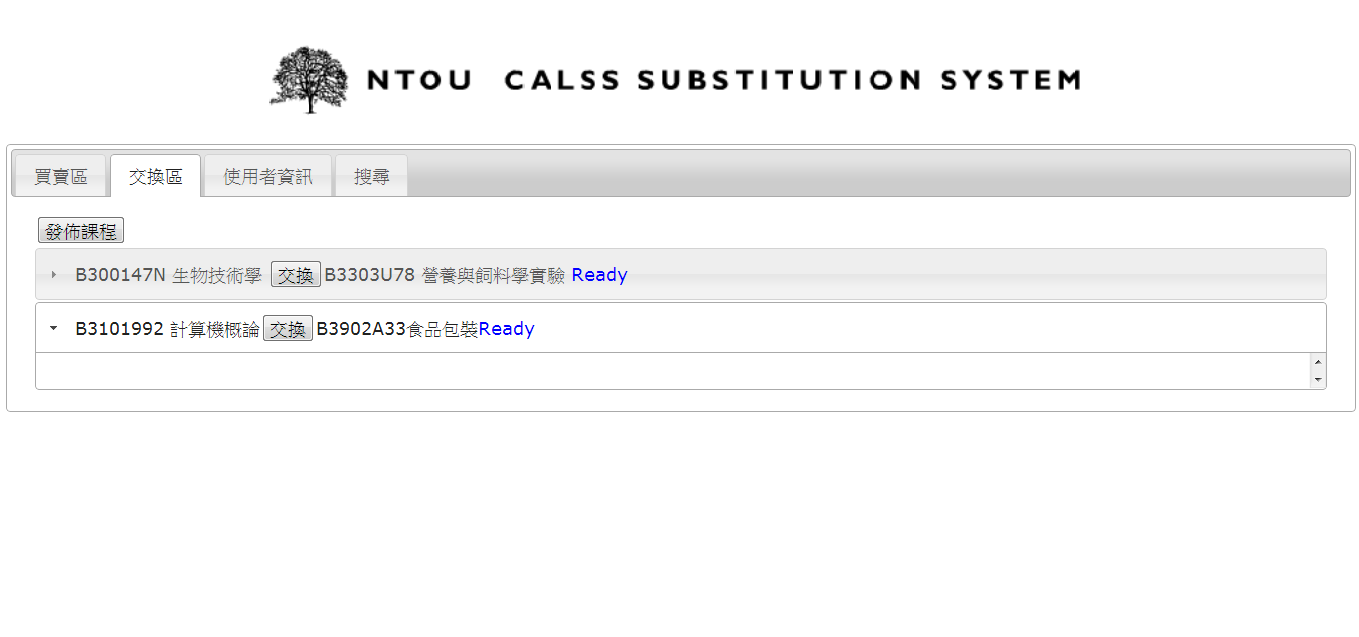 NTOU CALSS SUBSTITUTION SYSTEM
買賣區 交換區 使用者資訊 搜尋
發佈課程
B300147N 生物技術學 交換 B3303U78 營養與飼料學實驗 Ready
B3101992 計算機概論 交換 B3902A33食品包裝Ready